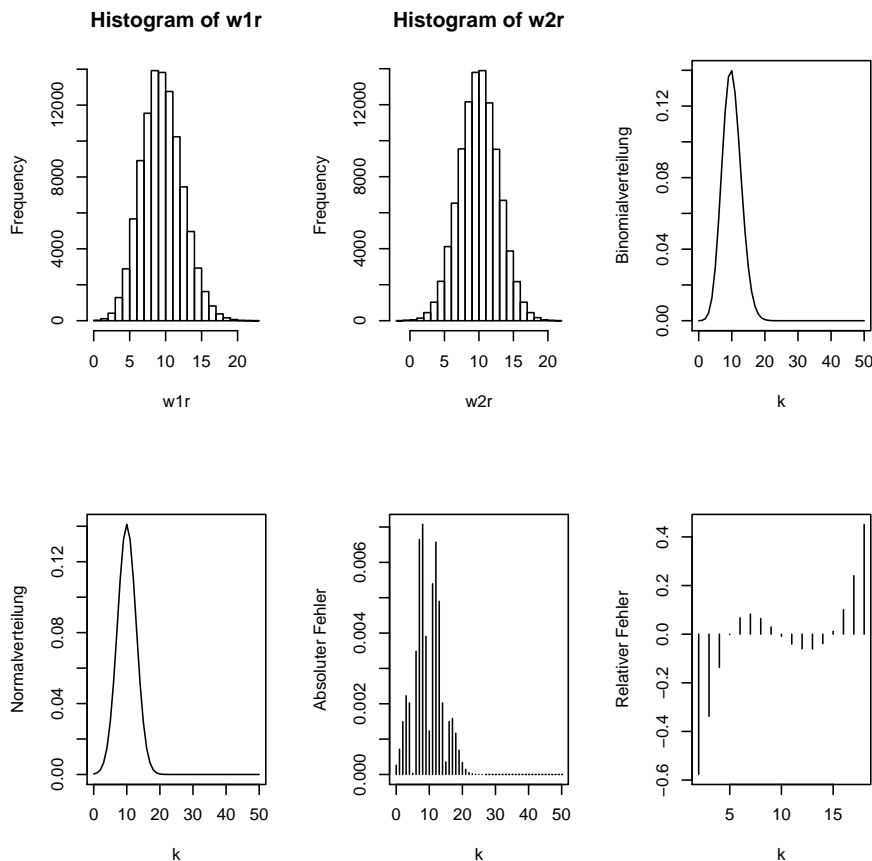 Histogram of w1r
Frequency
0 4000 8000 12000
0 5 10 15 20
w1r
Histogram of w2r
Frequency
0 4000 8000 12000
0 5 10 15 20
w2r
Binomialverteilung
0.00 0.04 0.08 0.12
0 10 20 30 40 50
k
Normalverteilung
0.00 0.04 0.08 0.12
0 10 20 30 40 50
k
Absoluter Fehler
0.000 0.002 0.004 0.006
0 10 20 30 40 50
k
Relativer Fehler
−0.6 −0.4 −0.2 0.0 0.2 0.4
5 10 15
k